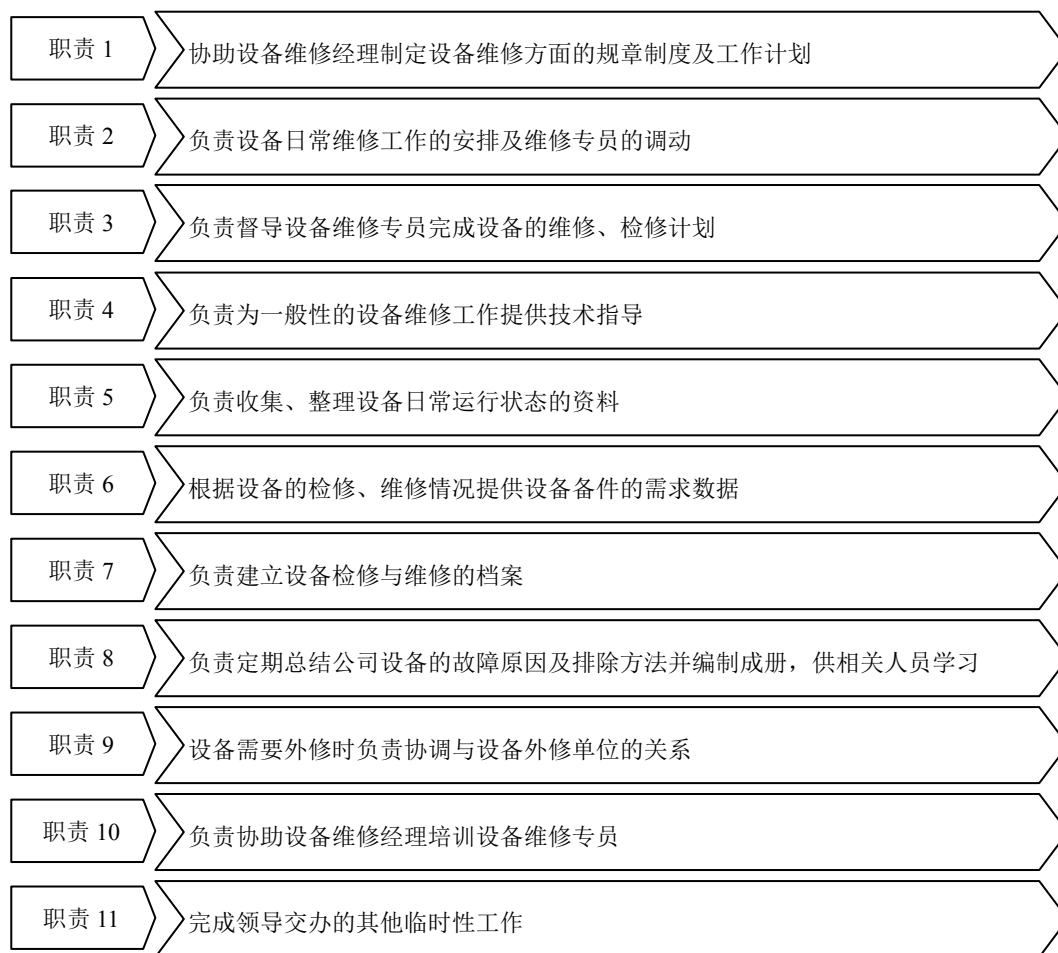 职责 1
协助设备维修经理制定设备维修方面的规章制度及工作计划
职责 2
负责设备日常维修工作的安排及维修专员的调动
职责 3
负责督导设备维修专员完成设备的维修、检修计划
职责 4
负责为一般性的设备维修工作提供技术指导
职责 5
负责收集、整理设备日常运行状态的资料
职责 6
根据设备的检修、维修情况提供设备备件的需求数据
职责 7
负责建立设备检修与维修的档案
职责 8
负责定期总结公司设备的故障原因及排除方法并编制成册，供相关人员学习
职责 9
设备需要外修时负责协调与设备外修单位的关系
职责 10
负责协助设备维修经理培训设备维修专员
职责 11
完成领导交办的其他临时性工作